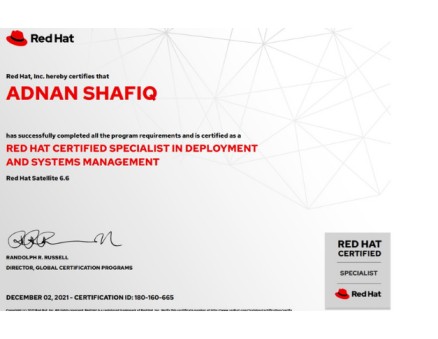 Red Hat
Red Hat, Inc. hereby certifies that
ADNAN SHAFIQ
has successfully completed all the program requirements and is certified as a
RED HAT CERTIFIED SPECIALIST IN DEPLOYMENT
AND SYSTEMS MANAGEMENT
Red Hat Satellite 6.6
RANDOLPH R. RUSSELL
DIRECTOR, GLOBAL CERTIFICATION PROGRAMS
DECEMBER 02, 2021 - CERTIFICATION ID: 180-160-665
RED HAT
CERTIFIED
SPECIALIST
Red Hat